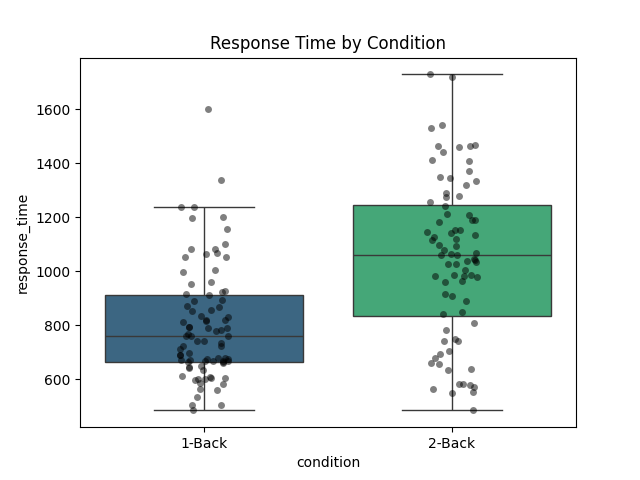 Response Time by Condition
response_time
1600
1400
1200
1000
800
600
1-Back
2-Back
condition